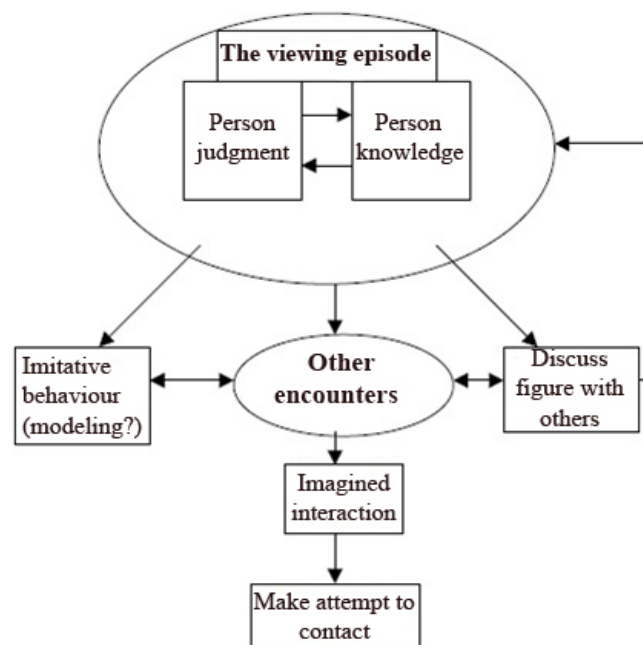 The viewing episode
Person
judgment
Person
knowledge
Imitative
behaviour
(modeling?)
Other
encounters
Discuss
figure with
others
Imagined
interaction
Make attempt to
contact